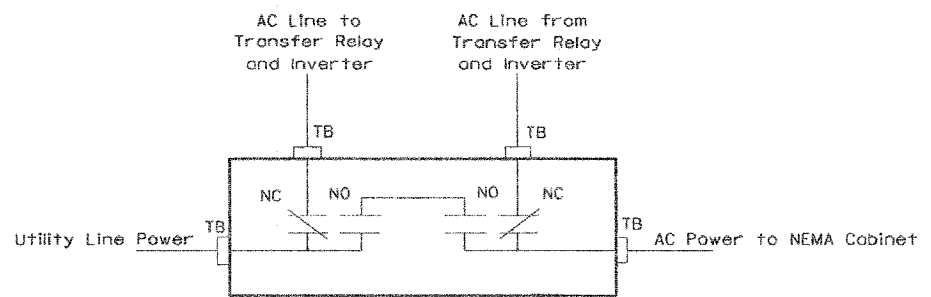 AC Line to
Transfer Relay
and Inverter
AC Line from
Transfer Relay
and Inverter
TB
TB
NC
NO
NO
NC
TB
TB
Utility Line Power
AC Power to NEMA Cabinet